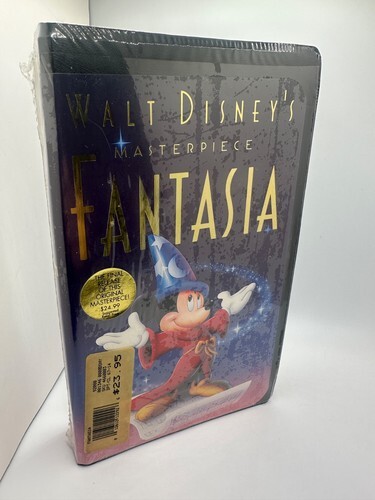 WALT DISNEY'S
MASTERPIECE
FANTASIA
THE FINAL
RELEASE
OF THIS
ORIGINAL
MASTERPIECE!
$24.99
$23.95